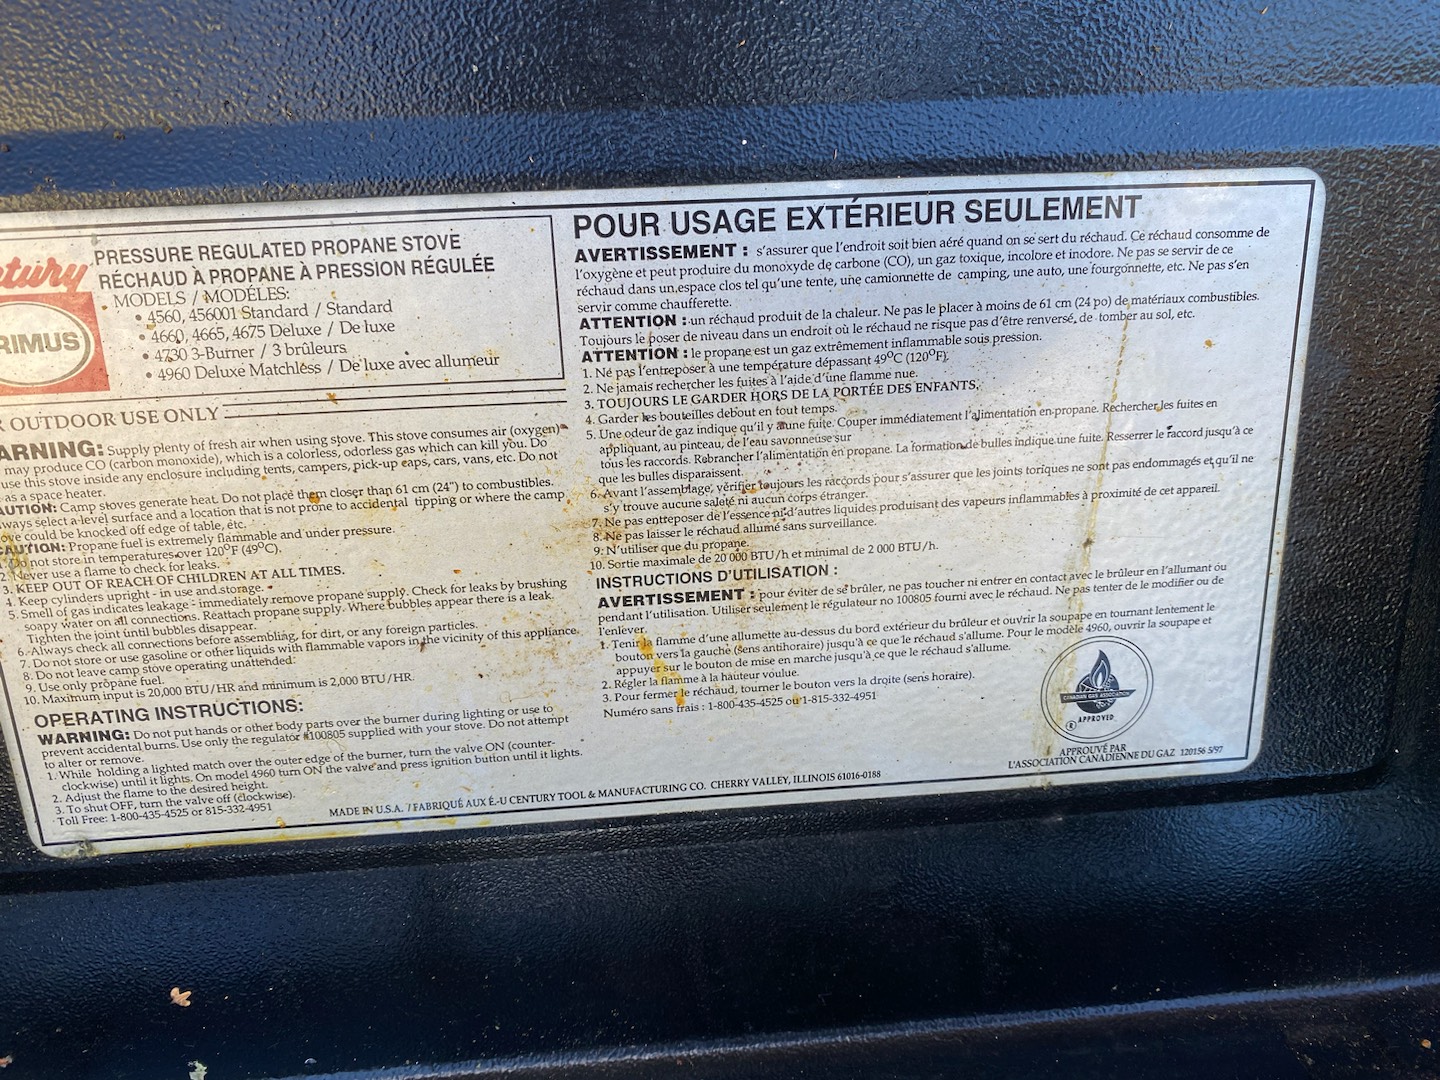 tury
RIMUS
PRESSURE REGULATED PROPANE STOVE
RÉCHAUD À PROPANE À PRESSION RÉGULÉE
MODELS / MODÉLES:
• 4560, 456001 Standard / Standard
• 4660, 4665, 4675 Deluxe / De luxe
• 4730 3-Burner / 3 brûleurs
• 4960 Deluxe Matchless / De luxe avec allumeur
R OUTDOOR USE ONLY
ARNING: Supply plenty of fresh air when using stove. This stove consumes air (oxygen)
may produce CO (carbon monoxide), which is a colorless, odorless gas which can kill you. Do
use this stove inside any enclosure including tents, campers, pick-up caps, cars, vans, etc. Do not
as a space heater.
AUTION: Camp stoves generate heat. Do not place them closer than 61 cm (24") to combustibles.
ways select a level surface and a location that is not prone to accidental tipping or where the camp
ove could be knocked off edge of table, etc.
CAUTION: Propane fuel is extremely flammable and under pressure.
1. Do not store in temperatures over 120°F (49°C).
2. Never use a flame to check for leaks.
3. KEEP OUT OF REACH OF CHILDREN AT ALL TIMES.
4. Keep cylinders upright - in use and storage.
5. Smell of gas indicates leakage - immediately remove propane supply. Check for leaks by brushing
soapy water on all connections. Reattach propane supply. Where bubbles appear there is a leak.
Tighten the joint until bubbles disappear.
6. Always check all connections before assembling, for dirt, or any foreign particles.
7. Do not store or use gasoline or other liquids with flammable vapors in the vicinity of this appliance.
8. Do not leave camp stove operating unattended.
9. Use only propane fuel.
10. Maximum input is 20,000 BTU/HR and minimum is 2,000 BTU/HR.
OPERATING INSTRUCTIONS:
WARNING: Do not put hands or other body parts over the burner during lighting or use to
prevent accidental burns. Use only the regulator #100805 supplied with your stove. Do not attempt
to alter or remove.
1. While holding a lighted match over the outer edge of the burner, turn the valve ON (counter-
clockwise) until it lights. On model 4960 turn ON the valve and press ignition button until it lights.
2. Adjust the flame to the desired height.
3. To shut OFF, turn the valve off (clockwise).
Toll Free: 1-800-435-4525 or 815-332-4951
POUR USAGE EXTÉRIEUR SEULEMENT
AVERTISSEMENT : s'assurer que l'endroit soit bien aéré quand on se sert du réchaud. Ce réchaud consomme de
l'oxygène et peut produire du monoxyde de carbone (CO), un gaz toxique, incolore et inodore. Ne pas se servir de ce
réchaud dans un espace clos tel qu'une tente, une camionnette de camping, une auto, une fourgonnette, etc. Ne pas s'en
servir comme chaufferette.
ATTENTION : un réchaud produit de la chaleur. Ne pas le placer à moins de 61 cm (24 po) de matériaux combustibles.
Toujours le poser de niveau dans un endroit où le réchaud ne risque pas d'être renversé, de tomber au sol, etc.
ATTENTION : le propane est un gaz extrêmement inflammable sous pression.
1. Né pas l'entreposer à une température dépassant 49°C (120°F).
2. Ne jamais rechercher les fuites à l'aide d'une flamme nue.
3. TOUJOURS LE GARDER HORS DE LA PORTÉE DES ENFANTS.
4. Garder les bouteilles debout en tout temps.
5. Une odeur de gaz indique qu'il y a une fuite. Couper immédiatement l'alimentation en propane. Rechercher les fuites en
appliquant, au pinceau, de l'eau savonneuse sur
tous les raccords. Rebrancher l'alimentation en propane. La formation de bulles indique une fuite. Resserrer le raccord jusqu'à ce
que les bulles disparaissent.
6. Avant l'assemblage, vérifier toujours les raccords pour s'assurer que les joints toriques ne sont pas endommagés et qu'il ne
s'y trouve aucune saleté ni aucun corps étranger.
7. Ne pas entreposer de l'essence ni d'autres liquides produisant des vapeurs inflammables à proximité de cet appareil.
8. Ne pas laisser le réchaud allumé sans surveillance.
9. N'utiliser que du propane.
10. Sortie maximale de 20 000 BTU/h et minimal de 2 000 BTU/h.
INSTRUCTIONS D'UTILISATION :
AVERTISSEMENT : pour éviter de se brûler, ne pas toucher ni entrer en contact avec le brûleur en l'allumant ou
pendant l'utilisation. Utiliser seulement le régulateur no 100805 fourni avec le réchaud. Ne pas tenter de le modifier ou de
l'enlever.
1. Tenir la flamme d'une allumette au-dessus du bord extérieur du brûleur et ouvrir la soupape en tournant lentement le
bouton vers la gauche (sens antihoraire) jusqu'à ce que le réchaud s'allume. Pour le modèle 4960, ouvrir la soupape et
appuyer sur le bouton de mise en marche jusqu'à ce que le réchaud s'allume.
2. Régler la flamme à la hauteur voulue.
3. Pour fermer le réchaud, tourner le bouton vers la droite (sens horaire).
Numéro sans frais : 1-800-435-4525 ou 1-815-332-4951
CANADIAN GAS ASSOCIATION
® APPROVED
APPROUVÉ PAR
L'ASSOCIATION CANADIENNE DU GAZ 120156 5/97
MADE IN U.S.A. / FABRIQUÉ AUX É.-U CENTURY TOOL & MANUFACTURING CO. CHERRY VALLEY, ILLINOIS 61016-0188